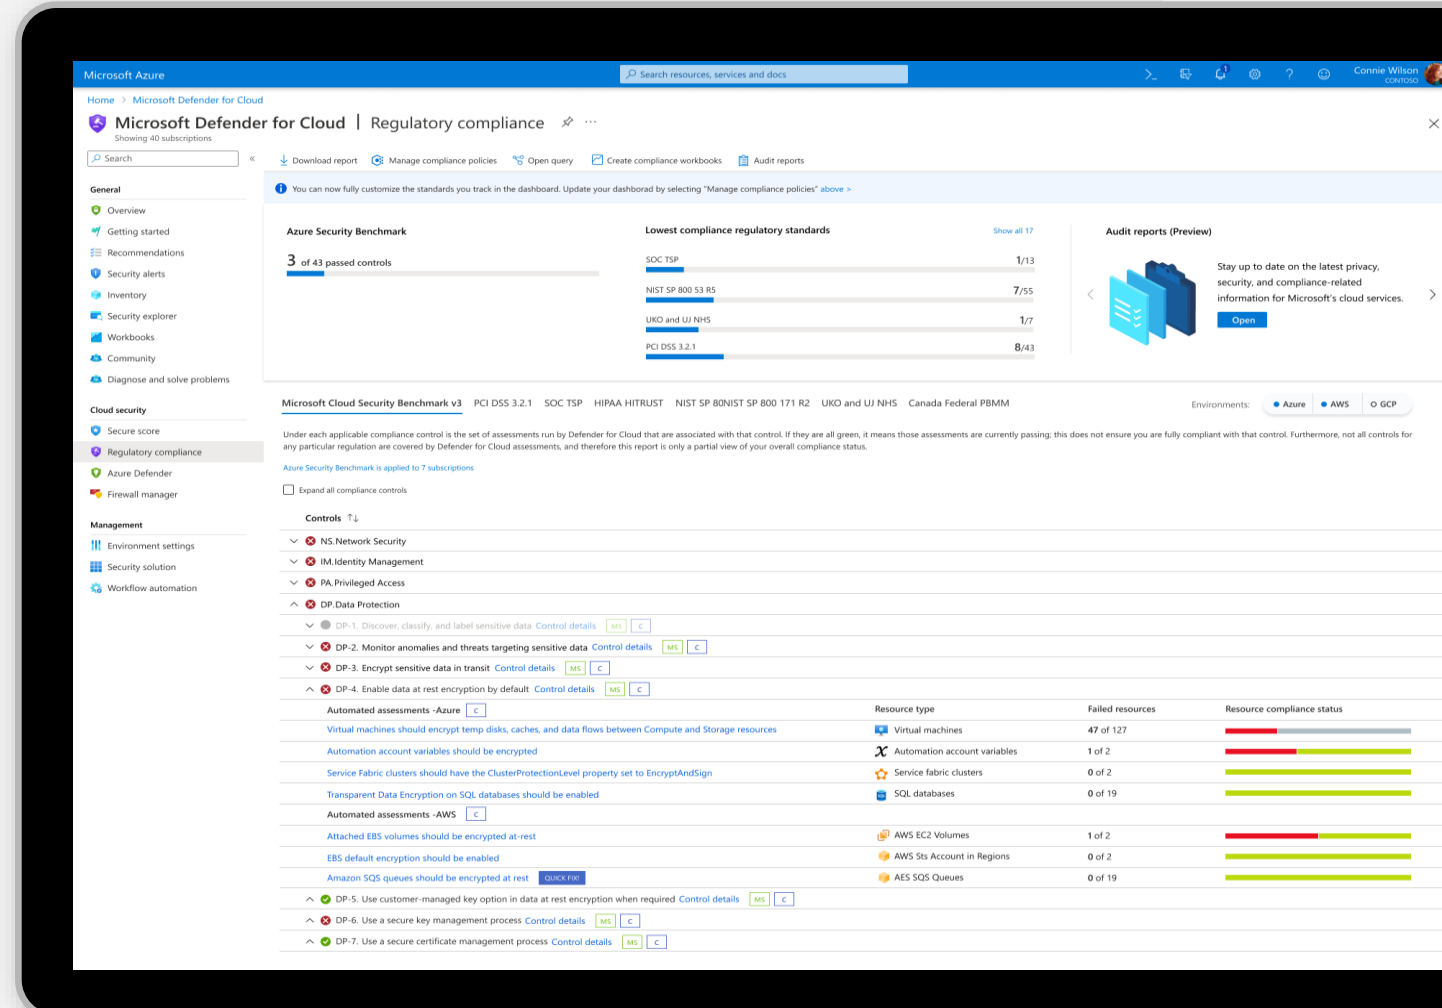 Microsoft Azure
Search resources, services and docs
1
Connie Wilson
CONTOSO
Home > Microsoft Defender for Cloud
Microsoft Defender for Cloud | Regulatory compliance ...
Showing 40 subscriptions
Search
«
Download report
Manage compliance policies
Open query
Create compliance workbooks
Audit reports
You can now fully customize the standards you track in the dashboard. Update your dashborad by selecting "Manage compliance policies" above >
General
Overview
Getting started
Recommendations
Security alerts
Inventory
Security explorer
Workbooks
Community
Diagnose and solve problems
Cloud security
Secure score
Regulatory compliance
Azure Defender
Firewall manager
Management
Environment settings
Security solution
Workflow automation
Azure Security Benchmark
3 of 43 passed controls
Lowest compliance regulatory standards
Show all 17
SOC TSP 1/13
NIST SP 800 53 R5 7/55
UKO and UJ NHS 1/7
PCI DSS 3.2.1 8/43
Audit reports (Preview)
Stay up to date on the latest privacy,
security, and compliance-related
information for Microsoft's cloud services.
Open
Microsoft Cloud Security Benchmark v3 PCI DSS 3.2.1 SOC TSP HIPAA HITRUST NIST SP 80NIST SP 800 171 R2 UKO and UJ NHS Canada Federal PBMM
Environments: Azure AWS GCP
Under each applicable compliance control is the set of assessments run by Defender for Cloud that are associated with that control. If they are all green, it means those assessments are currently passing; this does not ensure you are fully compliant with that control. Furthermore, not all controls for
any particular regulation are covered by Defender for Cloud assessments, and therefore this report is only a partial view of your overall compliance status.
Azure Security Benchmark is applied to 7 subscriptions
Expand all compliance controls
Controls ↑↓
NS.Network Security
IM.Identity Management
PA.Privileged Access
DP.Data Protection
DP-1. Discover, classify, and label sensitive data Control details MS C
DP-2. Monitor anomalies and threats targeting sensitive data Control details MS C
DP-3. Encrypt sensitive data in transit Control details MS C
DP-4. Enable data at rest encryption by default Control details MS C
Automated assessments -Azure C Resource type Failed resources Resource compliance status
Virtual machines should encrypt temp disks, caches, and data flows between Compute and Storage resources Virtual machines 47 of 127
Automation account variables should be encrypted Automation account variables 1 of 2
Service Fabric clusters should have the ClusterProtectionLevel property set to EncryptAndSign Service fabric clusters 0 of 2
Transparent Data Encryption on SQL databases should be enabled SQL databases 0 of 19
Automated assessments -AWS C
Attached EBS volumes should be encrypted at-rest AWS EC2 Volumes 1 of 2
EBS default encryption should be enabled AWS Sts Account in Regions 0 of 2
Amazon SQS queues should be encrypted at rest QUICK FIX! AES SQS Queues 0 of 19
DP-5. Use customer-managed key option in data at rest encryption when required Control details MS C
DP-6. Use a secure key management process Control details MS C
DP-7. Use a secure certificate management process Control details MS C